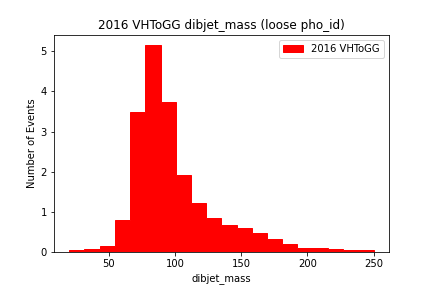 2016 VHToGG dibjet_mass (loose pho_id)
2016 VHToGG
Number of Events
5
4
3
2
1
0
50 100 150 200 250
dibjet_mass